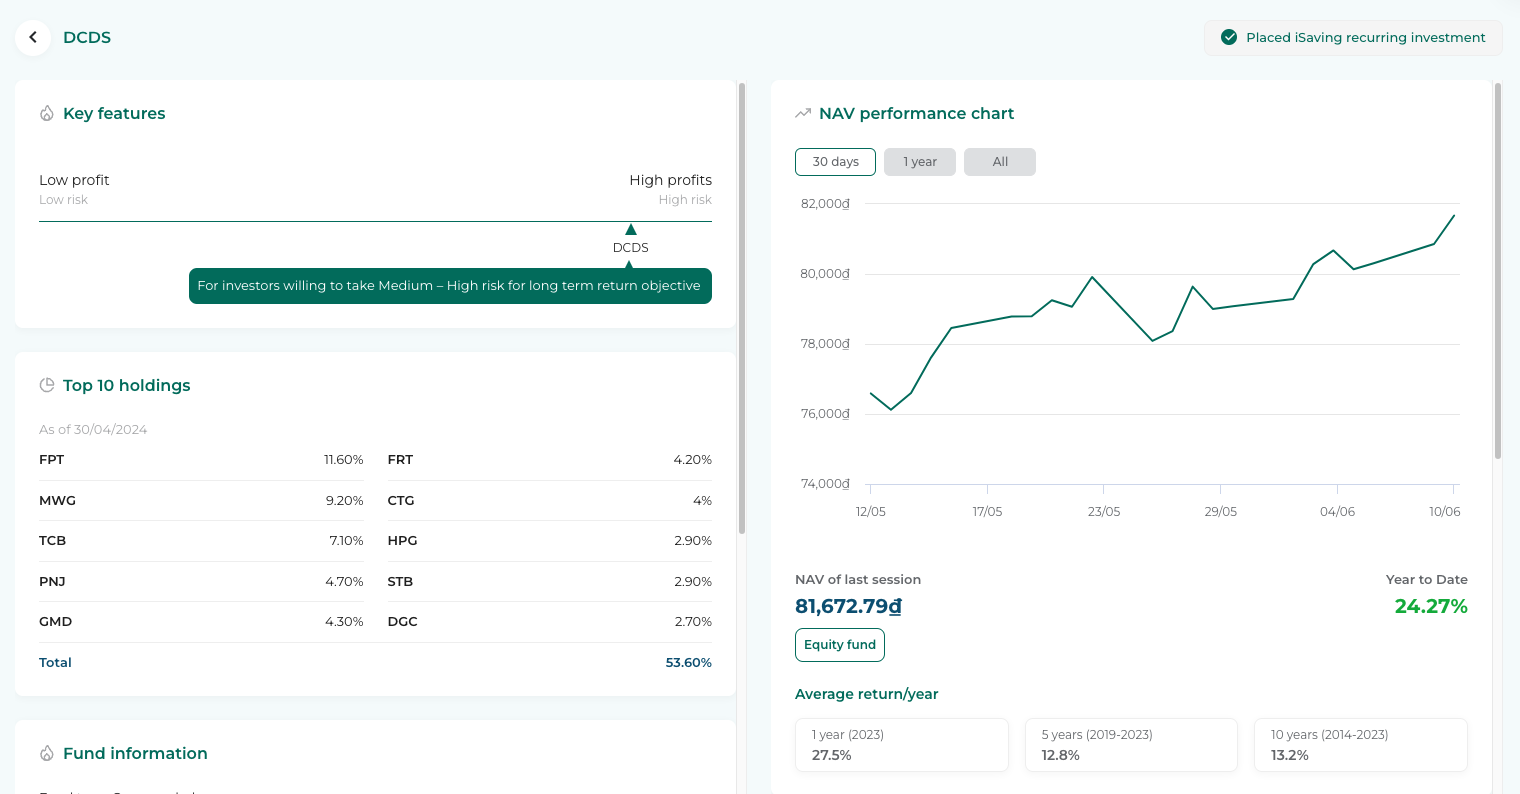 DCDS
Placed iSaving recurring investment
Key features
Low profit
High profits
Low risk
High risk
DCDS
For investors willing to take Medium – High risk for long term return objective
Top 10 holdings
As of 30/04/2024
FPT 11.60% FRT 4.20%
MWG 9.20% CTG 4%
TCB 7.10% HPG 2.90%
PNJ 4.70% STB 2.90%
GMD 4.30% DGC 2.70%
Total 53.60%
Fund information
NAV performance chart
30 days 1 year All
82,000₫
80,000₫
78,000₫
76,000₫
74,000₫
12/05 17/05 23/05 29/05 04/06 10/06
NAV of last session
Year to Date
81,672.79₫
24.27%
Equity fund
Average return/year
1 year (2023)
27.5%
5 years (2019-2023)
12.8%
10 years (2014-2023)
13.2%